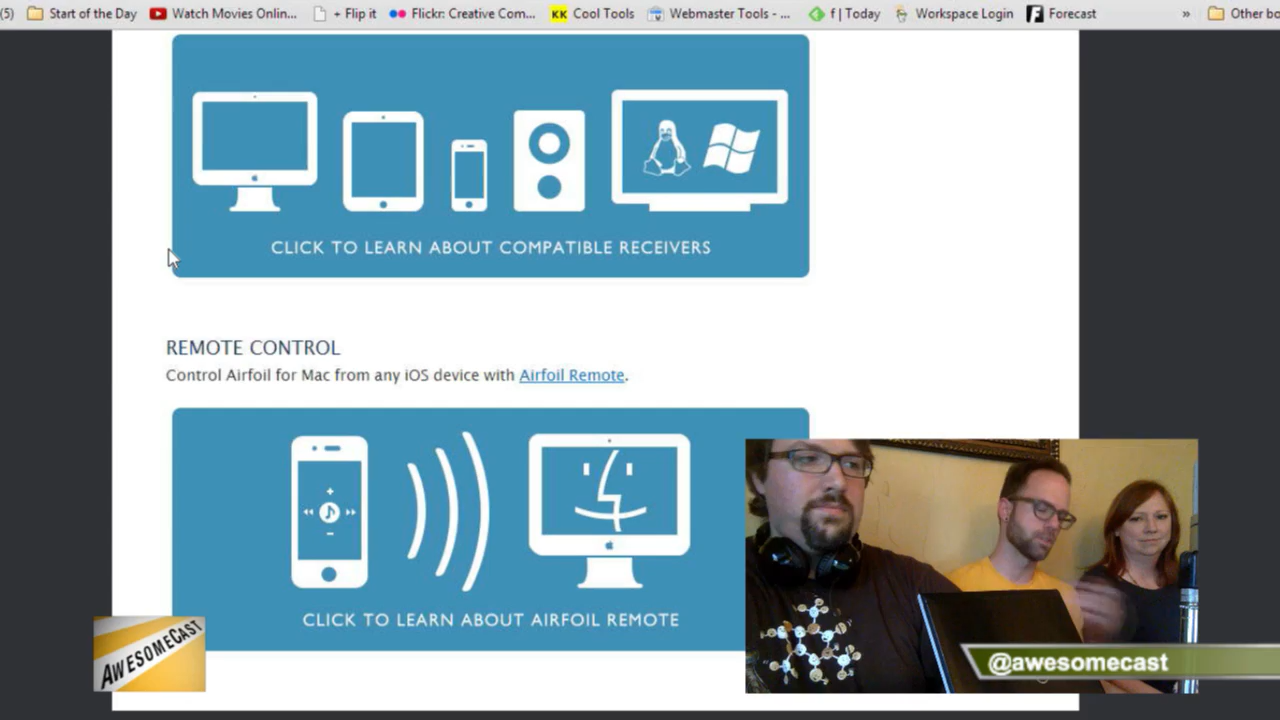 (5) Start of the Day Watch Movies Onlin... + Flip it Flickr: Creative Com... KK Cool Tools Webmaster Tools - ... f | Today Workspace Login Forecast » Other bo
CLICK TO LEARN ABOUT COMPATIBLE RECEIVERS
REMOTE CONTROL
Control Airfoil for Mac from any iOS device with Airfoil Remote.
CLICK TO LEARN ABOUT AIRFOIL REMOTE
AWESOMECAST
@awesomecast